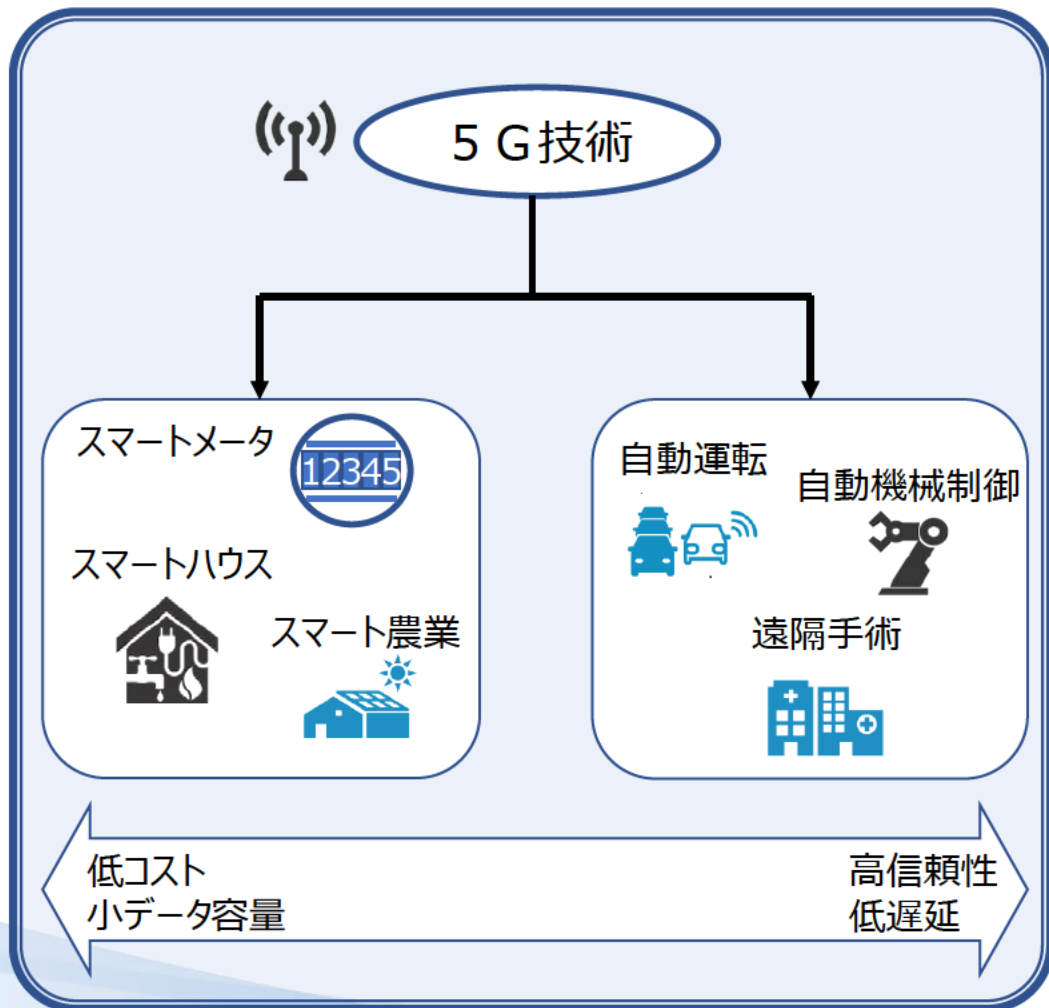 ５Ｇ技術
スマートメータ
12345
スマートハウス
スマート農業
自動運転
自動機械制御
遠隔手術
低コスト
小データ容量
高信頼性
低遅延